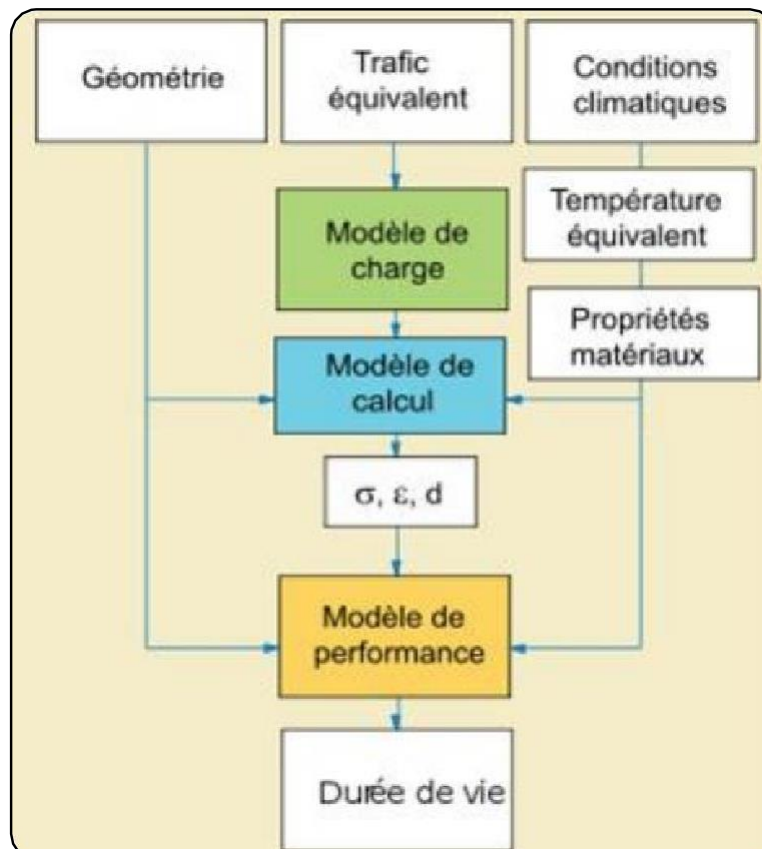 Géométrie
Trafic
équivalent
Conditions
climatiques
Température
équivalent
Modèle de
charge
Propriétés
matériaux
Modèle de
calcul
σ, ε, d
Modèle de
performance
Durée de vie